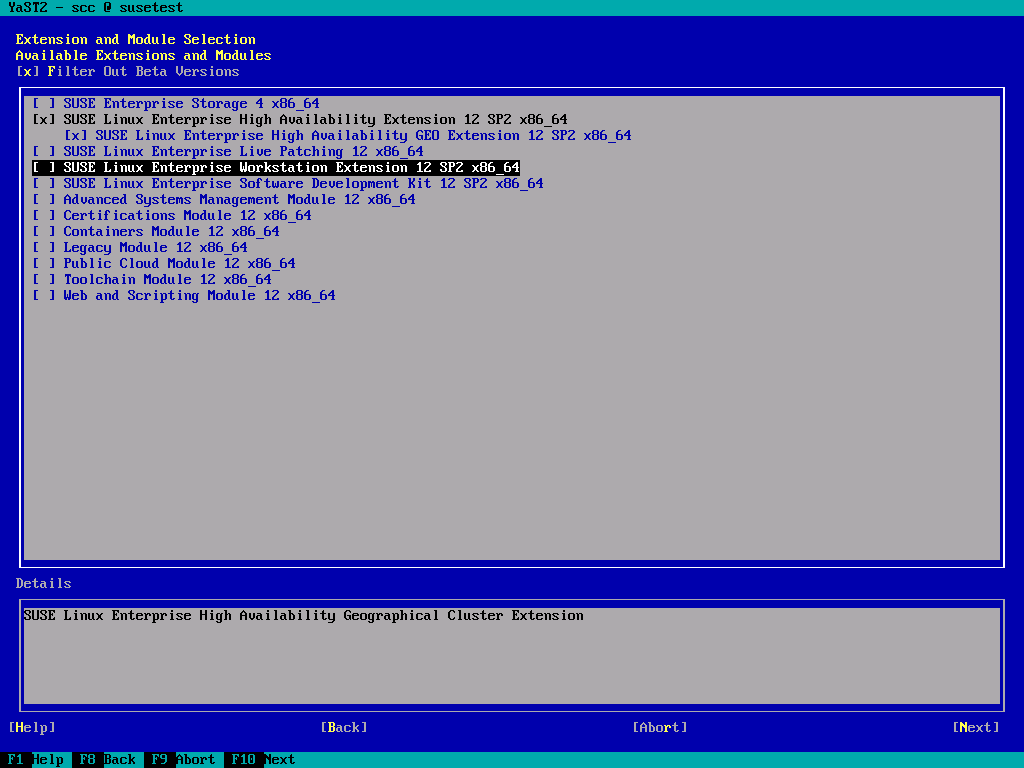 YaST2 - scc @ susetest
Extension and Module Selection
Available Extensions and Modules
[x] Filter Out Beta Versions
[ ] SUSE Enterprise Storage 4 x86_64
[x] SUSE Linux Enterprise High Availability Extension 12 SP2 x86_64
[x] SUSE Linux Enterprise High Availability GEO Extension 12 SP2 x86_64
[ ] SUSE Linux Enterprise Live Patching 12 x86_64
[ ] SUSE Linux Enterprise Workstation Extension 12 SP2 x86_64
[ ] SUSE Linux Enterprise Software Development Kit 12 SP2 x86_64
[ ] Advanced Systems Management Module 12 x86_64
[ ] Certifications Module 12 x86_64
[ ] Containers Module 12 x86_64
[ ] Legacy Module 12 x86_64
[ ] Public Cloud Module 12 x86_64
[ ] Toolchain Module 12 x86_64
[ ] Web and Scripting Module 12 x86_64
Details
SUSE Linux Enterprise High Availability Geographical Cluster Extension
[Help] [Back] [Abort] [Next]
F1 Help F8 Back F9 Abort F10 Next